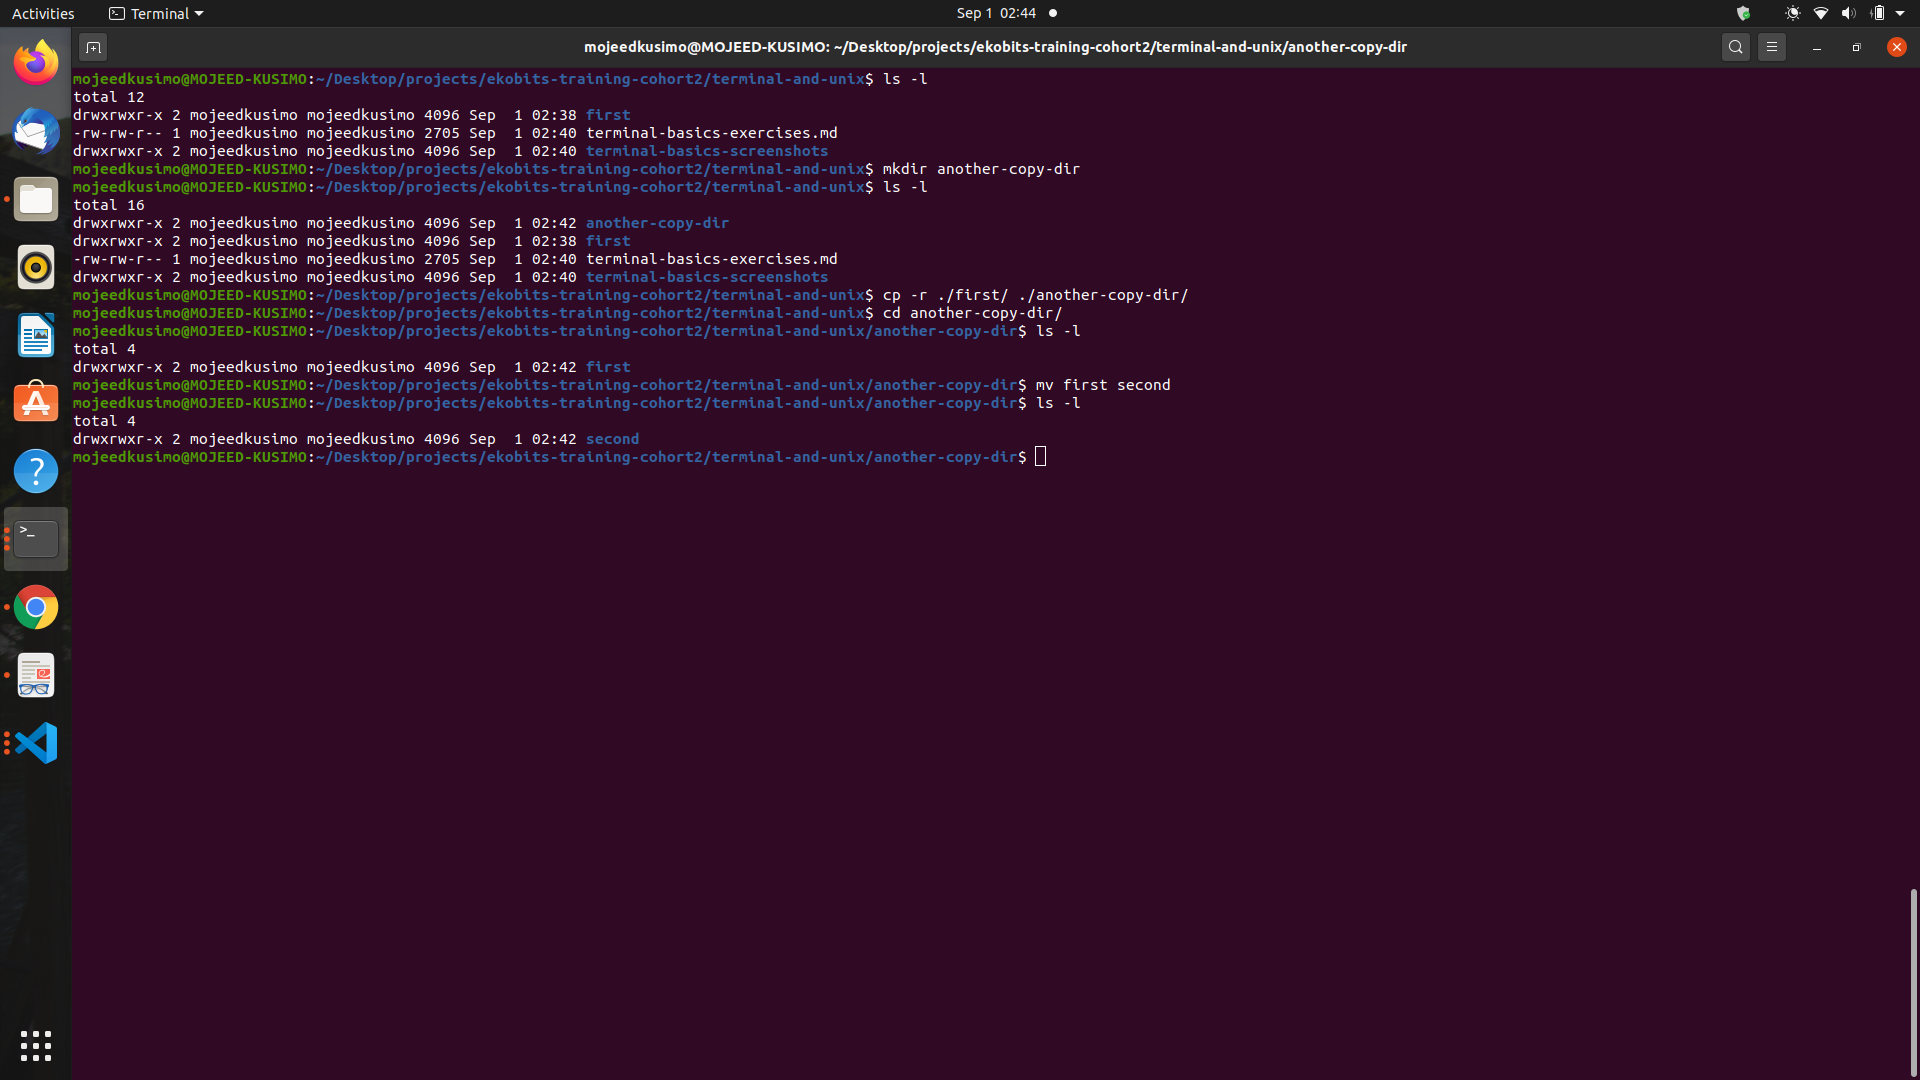 Activities Terminal Sep 1 02:44
mojeedkusimo@MOJEED-KUSIMO: ~/Desktop/projects/ekobits-training-cohort2/terminal-and-unix/another-copy-dir
mojeedkusimo@MOJEED-KUSIMO:~/Desktop/projects/ekobits-training-cohort2/terminal-and-unix$ ls -l
total 12
drwxrwxr-x 2 mojeedkusimo mojeedkusimo 4096 Sep  1 02:38 first
-rw-rw-r-- 1 mojeedkusimo mojeedkusimo 2705 Sep  1 02:40 terminal-basics-exercises.md
drwxrwxr-x 2 mojeedkusimo mojeedkusimo 4096 Sep  1 02:40 terminal-basics-screenshots
mojeedkusimo@MOJEED-KUSIMO:~/Desktop/projects/ekobits-training-cohort2/terminal-and-unix$ mkdir another-copy-dir
mojeedkusimo@MOJEED-KUSIMO:~/Desktop/projects/ekobits-training-cohort2/terminal-and-unix$ ls -l
total 16
drwxrwxr-x 2 mojeedkusimo mojeedkusimo 4096 Sep  1 02:42 another-copy-dir
drwxrwxr-x 2 mojeedkusimo mojeedkusimo 4096 Sep  1 02:38 first
-rw-rw-r-- 1 mojeedkusimo mojeedkusimo 2705 Sep  1 02:40 terminal-basics-exercises.md
drwxrwxr-x 2 mojeedkusimo mojeedkusimo 4096 Sep  1 02:40 terminal-basics-screenshots
mojeedkusimo@MOJEED-KUSIMO:~/Desktop/projects/ekobits-training-cohort2/terminal-and-unix$ cp -r ./first/ ./another-copy-dir/
mojeedkusimo@MOJEED-KUSIMO:~/Desktop/projects/ekobits-training-cohort2/terminal-and-unix$ cd another-copy-dir/
mojeedkusimo@MOJEED-KUSIMO:~/Desktop/projects/ekobits-training-cohort2/terminal-and-unix/another-copy-dir$ ls -l
total 4
drwxrwxr-x 2 mojeedkusimo mojeedkusimo 4096 Sep  1 02:42 first
mojeedkusimo@MOJEED-KUSIMO:~/Desktop/projects/ekobits-training-cohort2/terminal-and-unix/another-copy-dir$ mv first second
mojeedkusimo@MOJEED-KUSIMO:~/Desktop/projects/ekobits-training-cohort2/terminal-and-unix/another-copy-dir$ ls -l
total 4
drwxrwxr-x 2 mojeedkusimo mojeedkusimo 4096 Sep  1 02:42 second
mojeedkusimo@MOJEED-KUSIMO:~/Desktop/projects/ekobits-training-cohort2/terminal-and-unix/another-copy-dir$